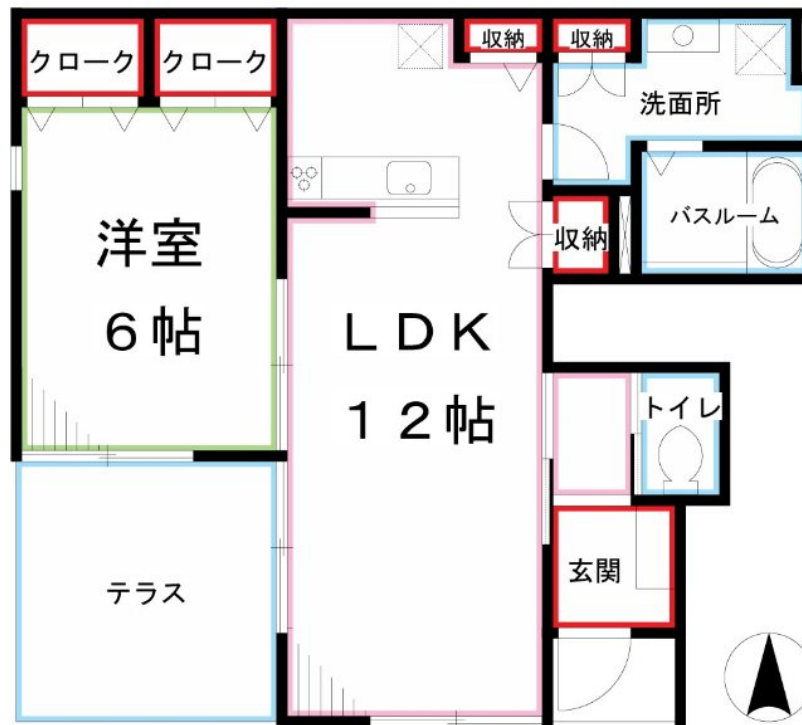 クローク
クローク
収納
収納
洗面所
バスルーム
洋室
6帖
収納
LDK
12帖
トイレ
玄関
テラス